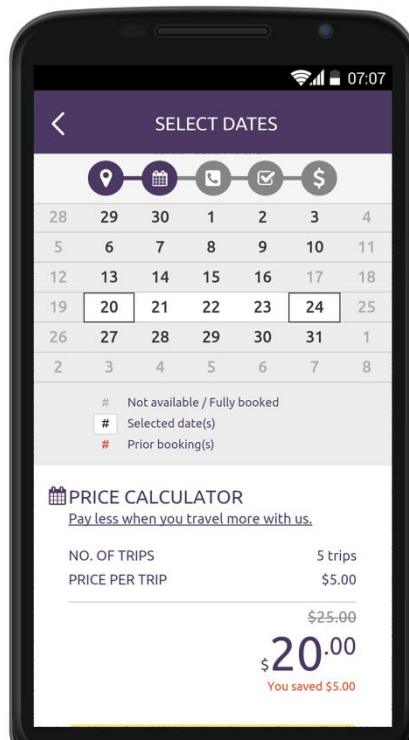 07:07
SELECT DATES
28 29 30 1 2 3 4
5 6 7 8 9 10 11
12 13 14 15 16 17 18
19 20 21 22 23 24 25
26 27 28 29 30 31 1
2 3 4 5 6 7 8
# Not available / Fully booked
# Selected date(s)
# Prior booking(s)
PRICE CALCULATOR
Pay less when you travel more with us.
NO. OF TRIPS 5 trips
PRICE PER TRIP $5.00
$25.00
$20.00
You saved $5.00